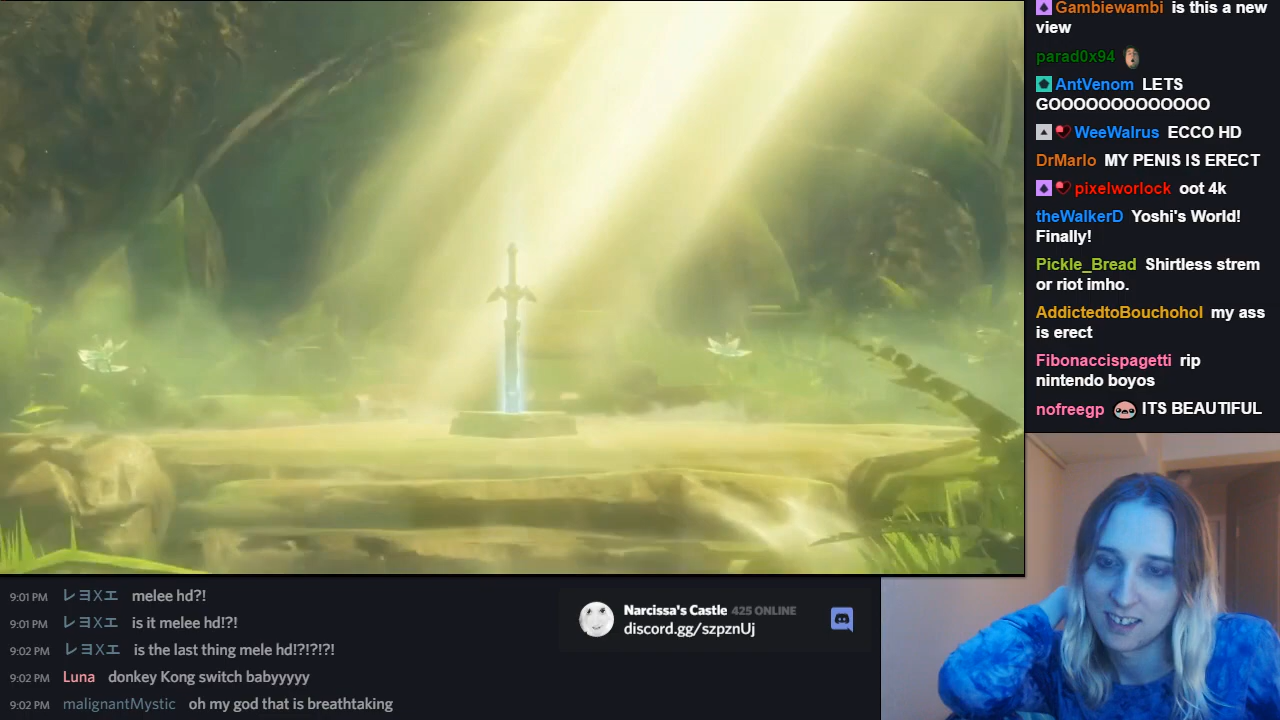 Gambiewambi is this a new
view
parad0x94
AntVenom LETS
GOOOOOOOOOOOOO
WeeWalrus ECCO HD
DrMarlo MY PENIS IS ERECT
pixelworlock oot 4k
theWalkerD Yoshi's World!
Finally!
Pickle_Bread Shirtless strem
or riot imho.
AddictedtoBouchohol my ass
is erect
Fibonaccispagetti rip
nintendo boyos
nofreegp ITS BEAUTIFUL
9:01 PM レヨXエ melee hd?!
9:01 PM レヨXエ is it melee hd!?!
9:02 PM レヨXエ is the last thing mele hd!?!?!?!
9:02 PM Luna donkey Kong switch babyyyyy
9:02 PM malignantMystic oh my god that is breathtaking
Narcissa's Castle 425 ONLINE
discord.gg/szpznUj